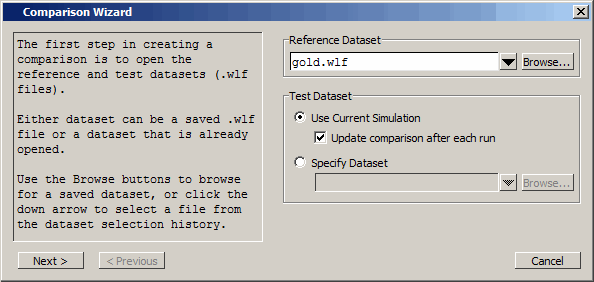 Comparison Wizard
The first step in creating a
comparison is to open the
reference and test datasets (.wlf
files).
Either dataset can be a saved .wlf
file or a dataset that is already
opened.
Use the Browse buttons to browse
for a saved dataset, or click the
down arrow to select a file from
the dataset selection history.
Reference Dataset
gold.wlf
Browse...
Test Dataset
Use Current Simulation
Update comparison after each run
Specify Dataset
Browse...
Next >
< Previous
Cancel